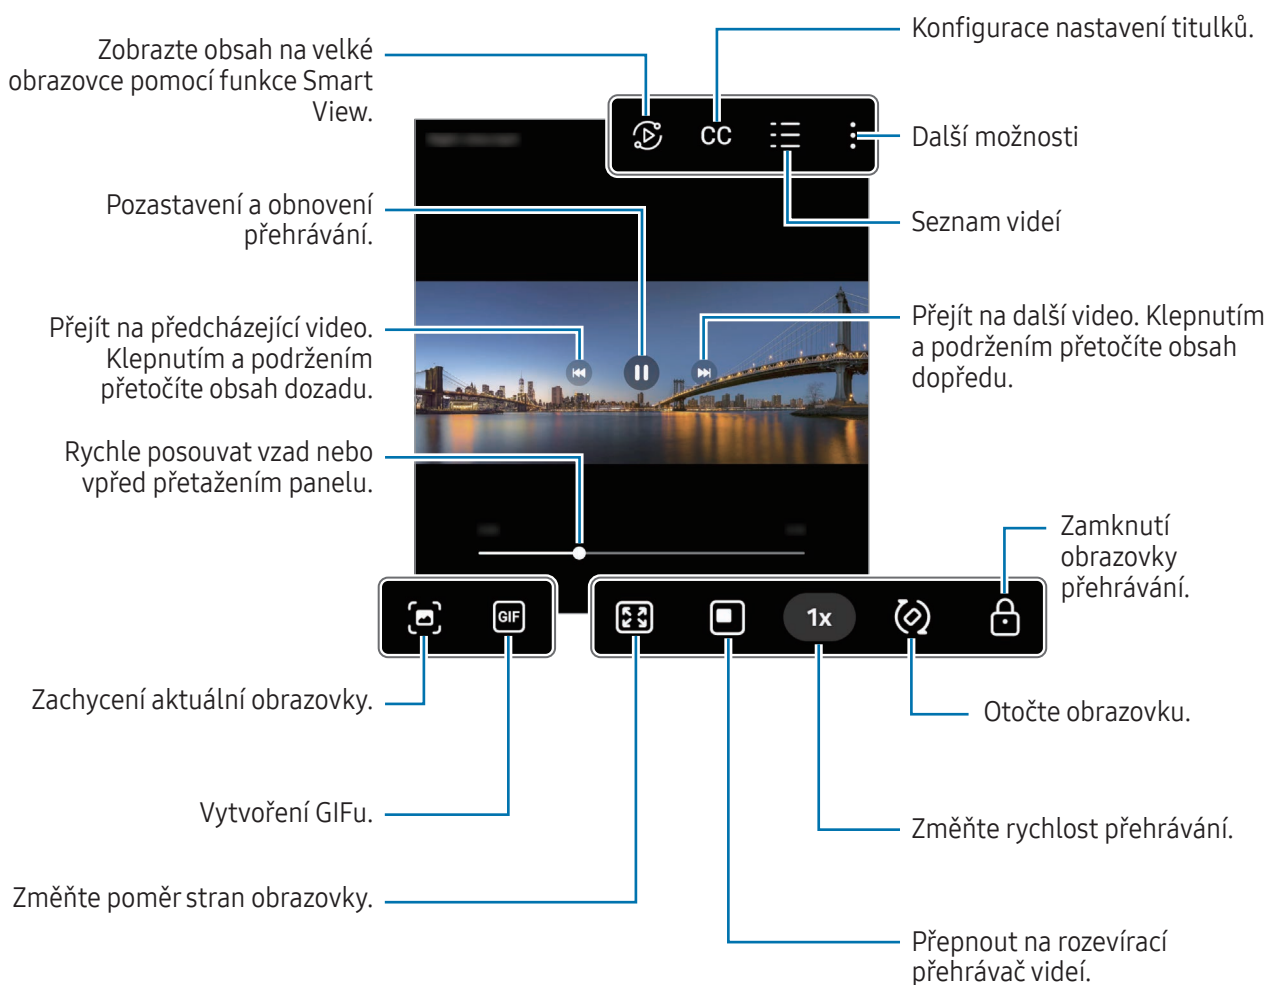 Konfigurace nastavení titulků.
Zobrazte obsah na velké
obrazovce pomocí funkce Smart
View.
CC
Další možnosti
Pozastavení a obnovení
přehrávání.
Seznam videí
Přejít na předcházející video.
Klepnutím a podržením
přetočíte obsah dozadu.
Přejít na další video. Klepnutím
a podržením přetočíte obsah
dopředu.
Rychle posouvat vzad nebo
vpřed přetažením panelu.
Zamknutí
obrazovky
přehrávání.
GIF
1x
Zachycení aktuální obrazovky.
Otočte obrazovku.
Vytvoření GIFu.
Změňte rychlost přehrávání.
Změňte poměr stran obrazovky.
Přepnout na rozevírací
přehrávač videí.